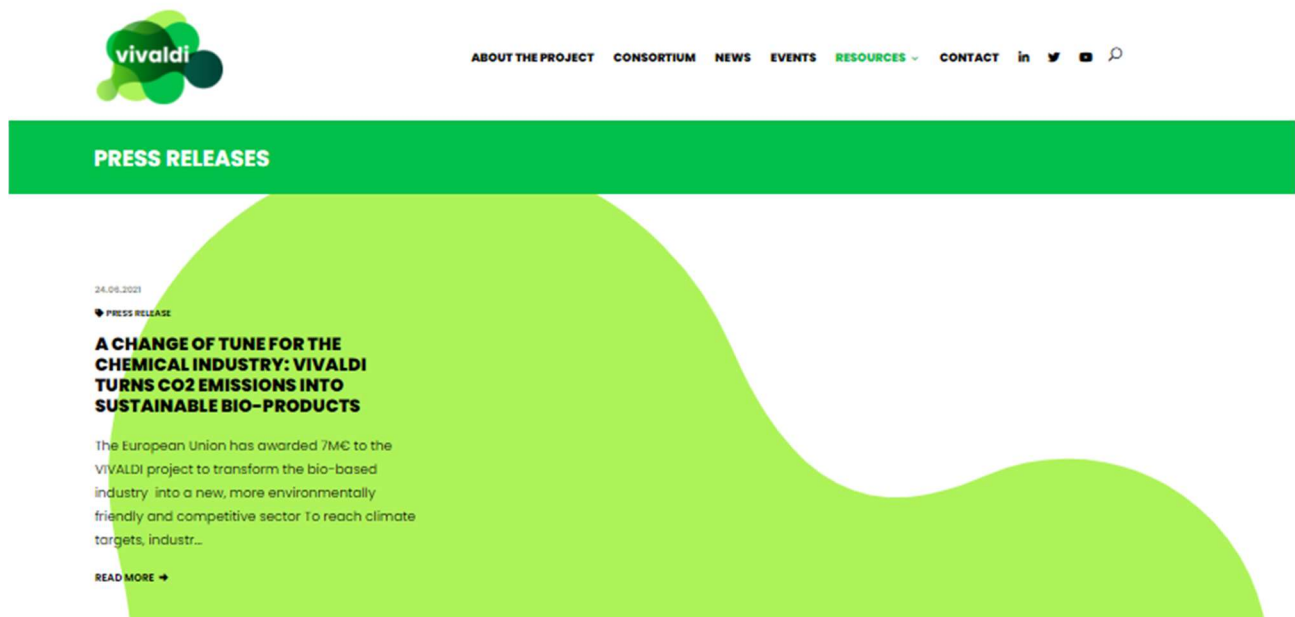 vivaldi
ABOUT THE PROJECT CONSORTIUM NEWS EVENTS RESOURCES CONTACT in
PRESS RELEASES
24.06.2021
PRESS RELEASE
A CHANGE OF TUNE FOR THE
CHEMICAL INDUSTRY: VIVALDI
TURNS CO2 EMISSIONS INTO
SUSTAINABLE BIO-PRODUCTS
The European Union has awarded 7M€ to the
VIVALDI project to transform the bio-based
industry into a new, more environmentally
friendly and competitive sector To reach climate
targets, industr...
READ MORE →